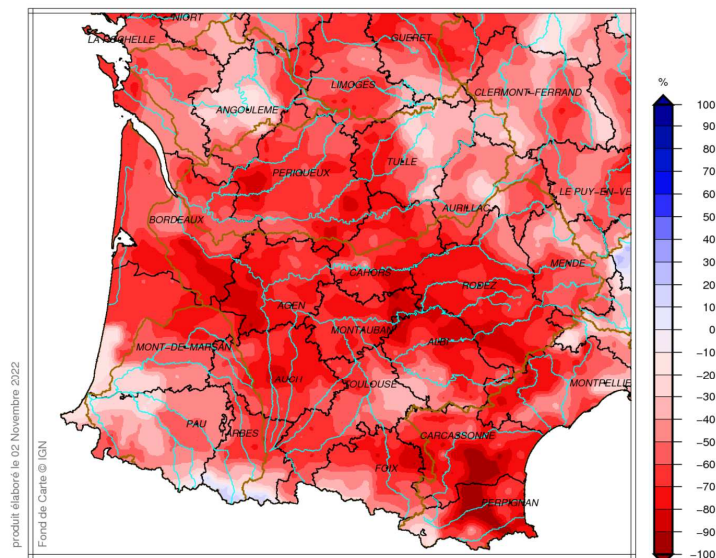 NIORT
LA ROCHELLE
GUERET
LIMOGES
CLERMONT-FERRAND
ANGOULEME
TULLE
PERIGUEUX
LE PUY-EN-VE
AURILLAC
BORDEAUX
MENDE
CAHORS
RODEZ
AGEN
MONTAUBAN
ALBI
MONT-DE-MARSAN
AUCH
TOULOUSE
MONTPELLIE
PAU
TARBES
CARCASSONNE
FOIX
PERPIGNAN
%
100
90
80
70
60
50
40
30
20
10
0
-10
-20
-30
-40
-50
-60
-70
-80
-90
-100
produit élaboré le 02 Novembre 2022
Fond de Carte © IGN